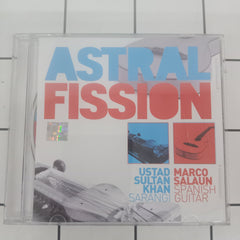 ASTRAL
FISSION
USTAD
SULTAN
KHAN
SARANGI
MARCO
SALAUN
SPANISH
GUITAR